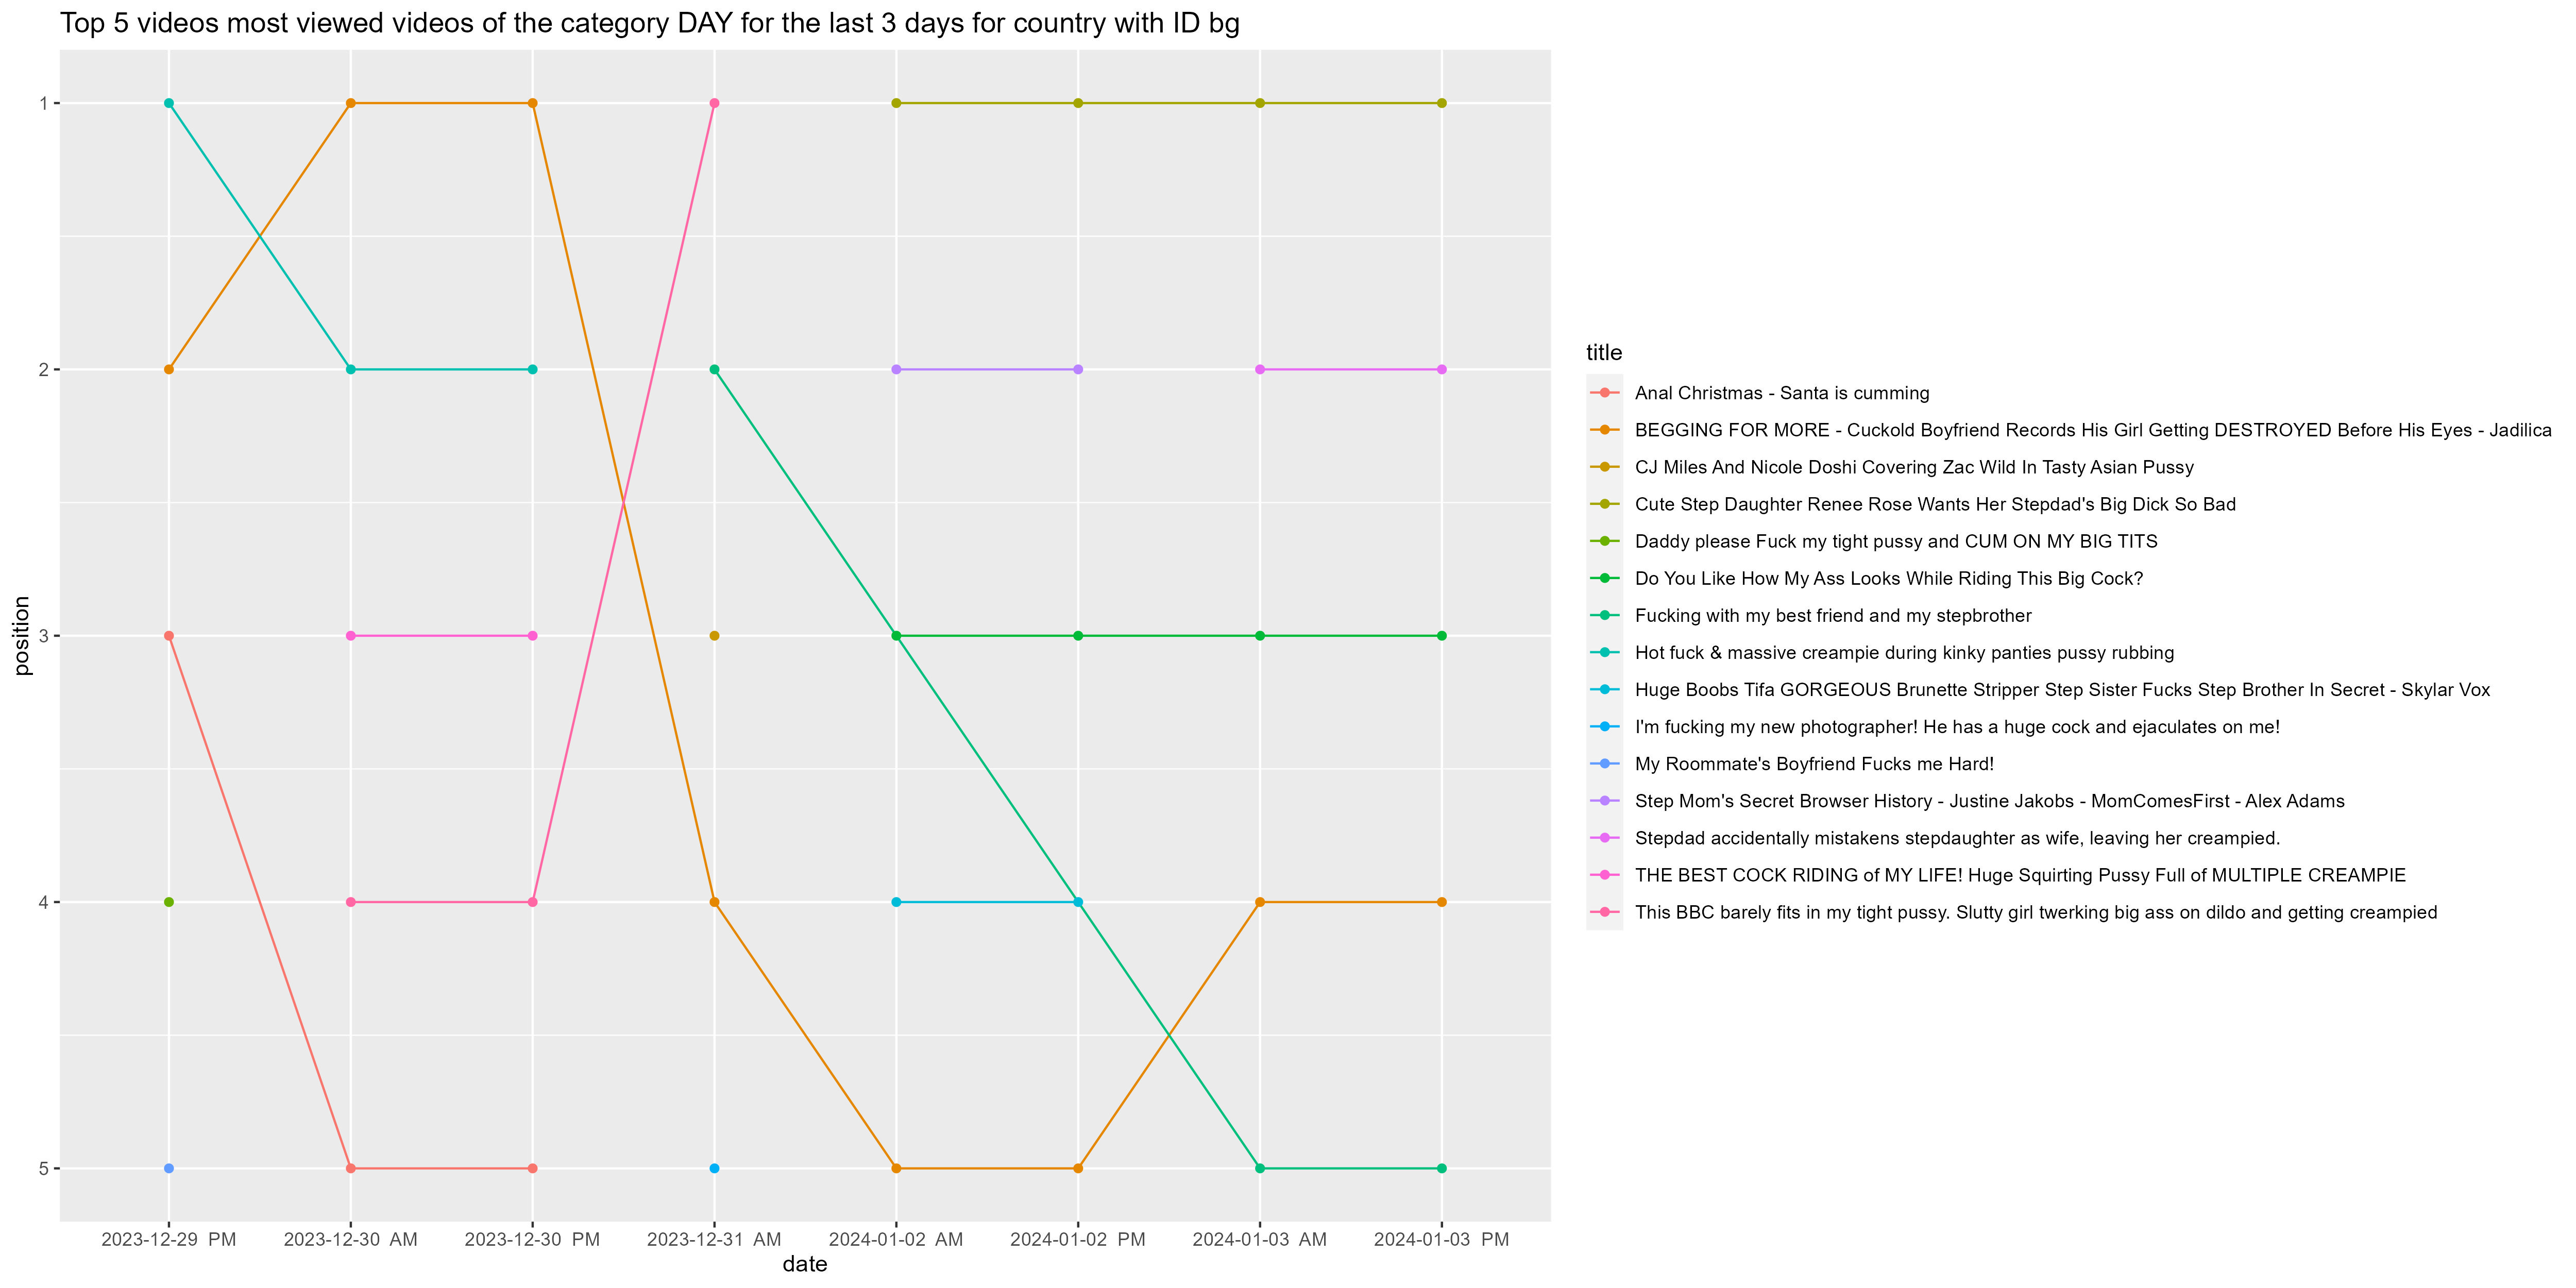 Top 5 videos most viewed videos of the category DAY for the last 3 days for country with ID bg
1
2
3
4
5
position
2023-12-29 PM
2023-12-30 AM
2023-12-30 PM
2023-12-31 AM
2024-01-02 AM
2024-01-02 PM
2024-01-03 AM
2024-01-03 PM
date
title
Anal Christmas - Santa is cumming
BEGGING FOR MORE - Cuckold Boyfriend Records His Girl Getting DESTROYED Before His Eyes - Jadilica
CJ Miles And Nicole Doshi Covering Zac Wild In Tasty Asian Pussy
Cute Step Daughter Renee Rose Wants Her Stepdad's Big Dick So Bad
Daddy please Fuck my tight pussy and CUM ON MY BIG TITS
Do You Like How My Ass Looks While Riding This Big Cock?
Fucking with my best friend and my stepbrother
Hot fuck & massive creampie during kinky panties pussy rubbing
Huge Boobs Tifa GORGEOUS Brunette Stripper Step Sister Fucks Step Brother In Secret - Skylar Vox
I'm fucking my new photographer! He has a huge cock and ejaculates on me!
My Roommate's Boyfriend Fucks me Hard!
Step Mom's Secret Browser History - Justine Jakobs - MomComesFirst - Alex Adams
Stepdad accidentally mistakens stepdaughter as wife, leaving her creampied.
THE BEST COCK RIDING of MY LIFE! Huge Squirting Pussy Full of MULTIPLE CREAMPIE
This BBC barely fits in my tight pussy. Slutty girl twerking big ass on dildo and getting creampied